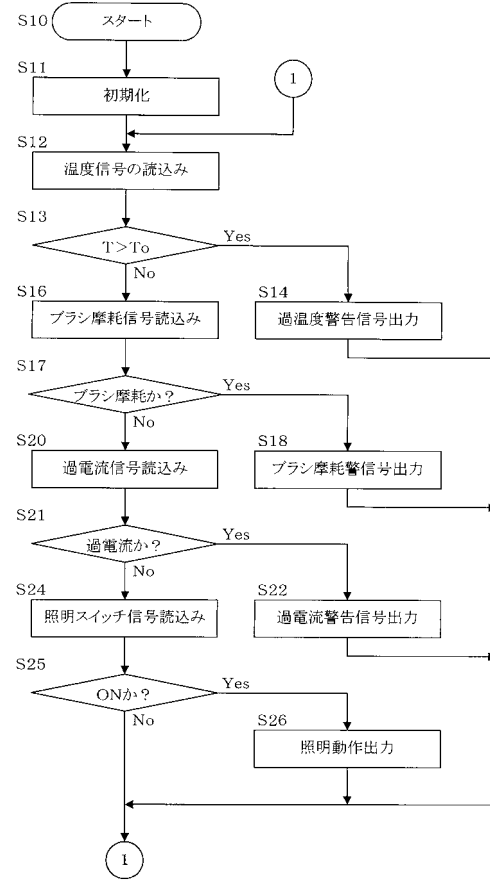 S10 スタート
S11
初期化
1
S12
温度信号の読込み
S13
T>To
Yes
No
S16
ブラシ摩耗信号読込み
S14
過温度警告信号出力
S17
ブラシ摩耗か?
Yes
No
S20
過電流信号読込み
S18
ブラシ摩耗警信号出力
S21
過電流か?
Yes
No
S24
照明スイッチ信号読込み
S22
過電流警告信号出力
S25
ONか?
Yes
No
S26
照明動作出力
1